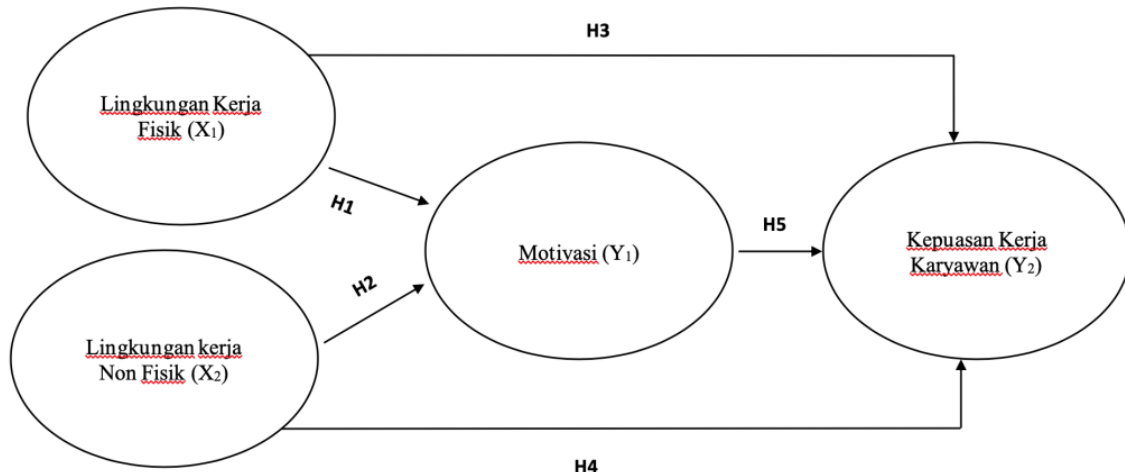 H3
Lingkungan Kerja
Fisik (X₁)
H1
Motivasi (Y₁)
H5
Kepuasan Kerja
Karyawan (Y₂)
H2
Lingkungan kerja
Non Fisik (X₂)
H4